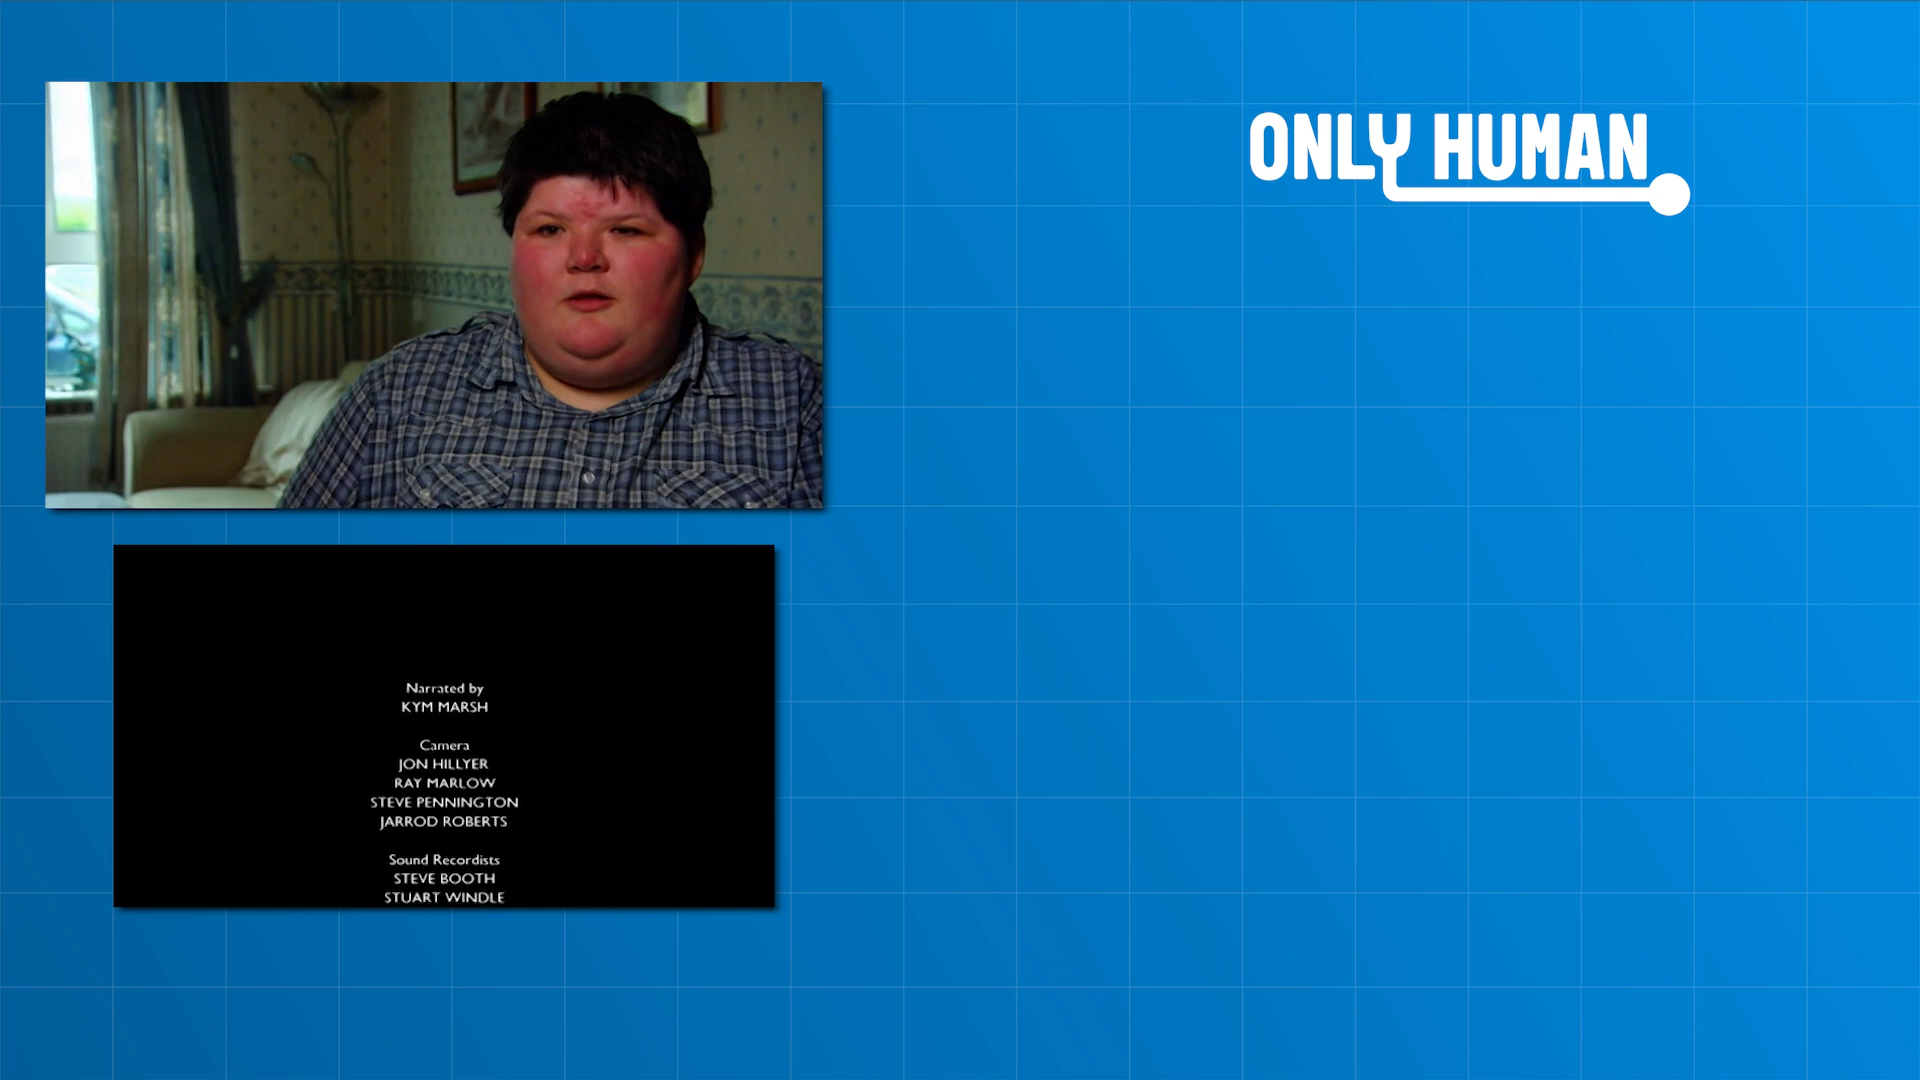 ONLY HUMAN
Narrated by
KYM MARSH
Camera
JON HILLYER
RAY MARLOW
STEVE PENNINGTON
JARROD ROBERTS
Sound Recordists
STEVE BOOTH
STUART WINDLE